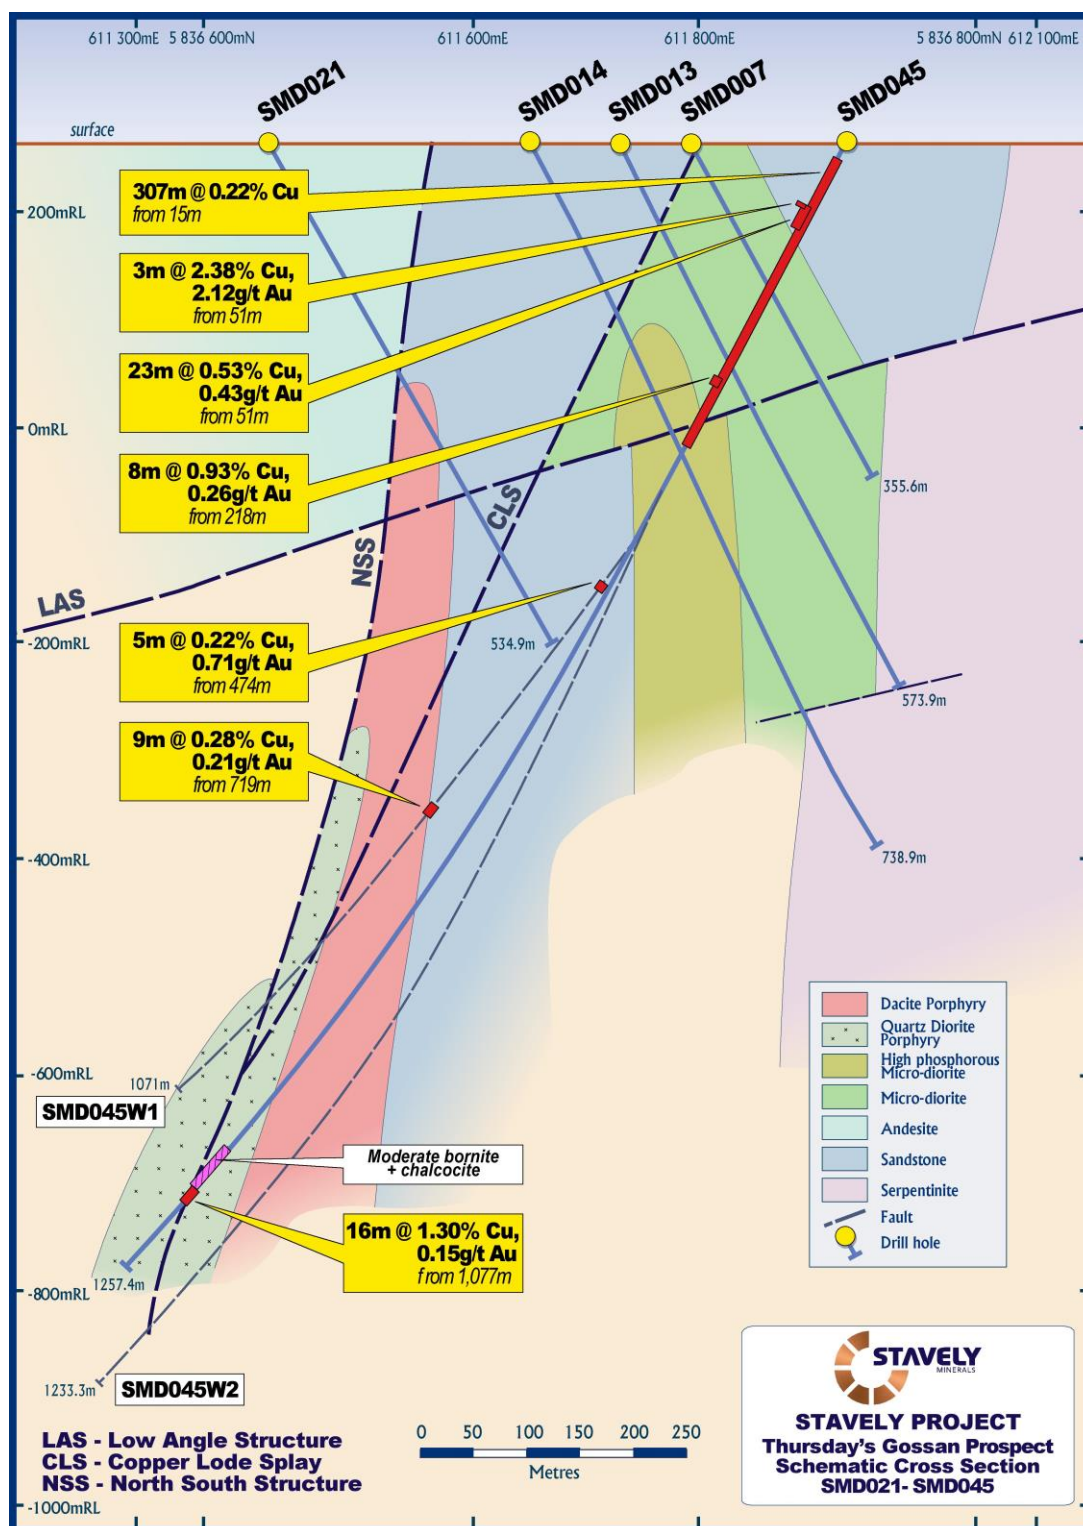 611 300mE 5 836 600mN 611 600mE 611 800mE 5 836 800mN 612 100mE
SMD021
SMD014
SMD013
SMD007
SMD045
surface
307m @ 0.22% Cu
from 15m
200mRL
3m @ 2.38% Cu,
2.12g/t Au
from 51m
23m @ 0.53% Cu,
0.43g/t Au
from 51m
0mRL
8m @ 0.93% Cu,
0.26g/t Au
from 218m
355.6m
CLS
NSS
LAS
5m @ 0.22% Cu,
0.71g/t Au
from 474m
-200mRL
534.9m
573.9m
9m @ 0.28% Cu,
0.21g/t Au
from 719m
-400mRL
738.9m
-600mRL
1071m
SMD045W1
Moderate bornite
+ chalcocite
16m @ 1.30% Cu,
0.15g/t Au
from 1,077m
1257.4m
-800mRL
1233.3m
SMD045W2
Dacite Porphyry
Quartz Diorite
Porphyry
High phosphorous
Micro-diorite
Micro-diorite
Andesite
Sandstone
Serpentinite
Fault
Drill hole
LAS - Low Angle Structure
CLS - Copper Lode Splay
NSS - North South Structure
0 50 100 150 200 250
Metres
STAVELY
MINERALS
STAVELY PROJECT
Thursday's Gossan Prospect
Schematic Cross Section
SMD021- SMD045
-1000mRL